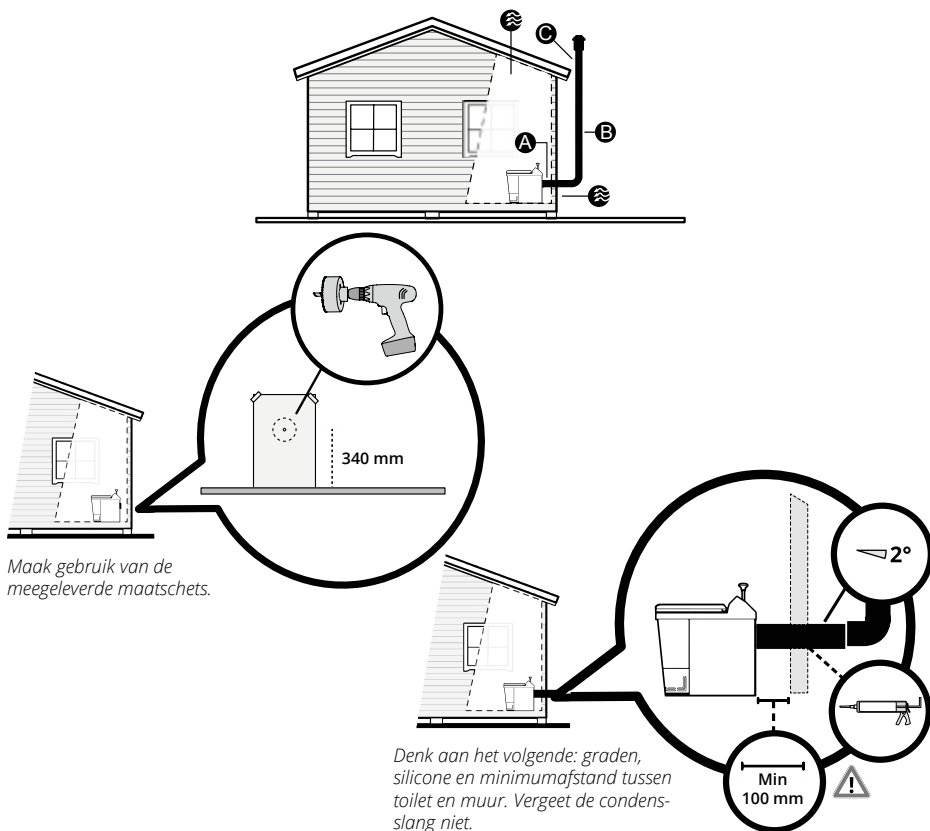 C
B
A
340 mm
Maak gebruik van de
meegeleverde maatschets.
2°
Min
100 mm
Denk aan het volgende: graden,
silicone en minimumafstand tussen
toilet en muur. Vergeet de condens-
slang niet.